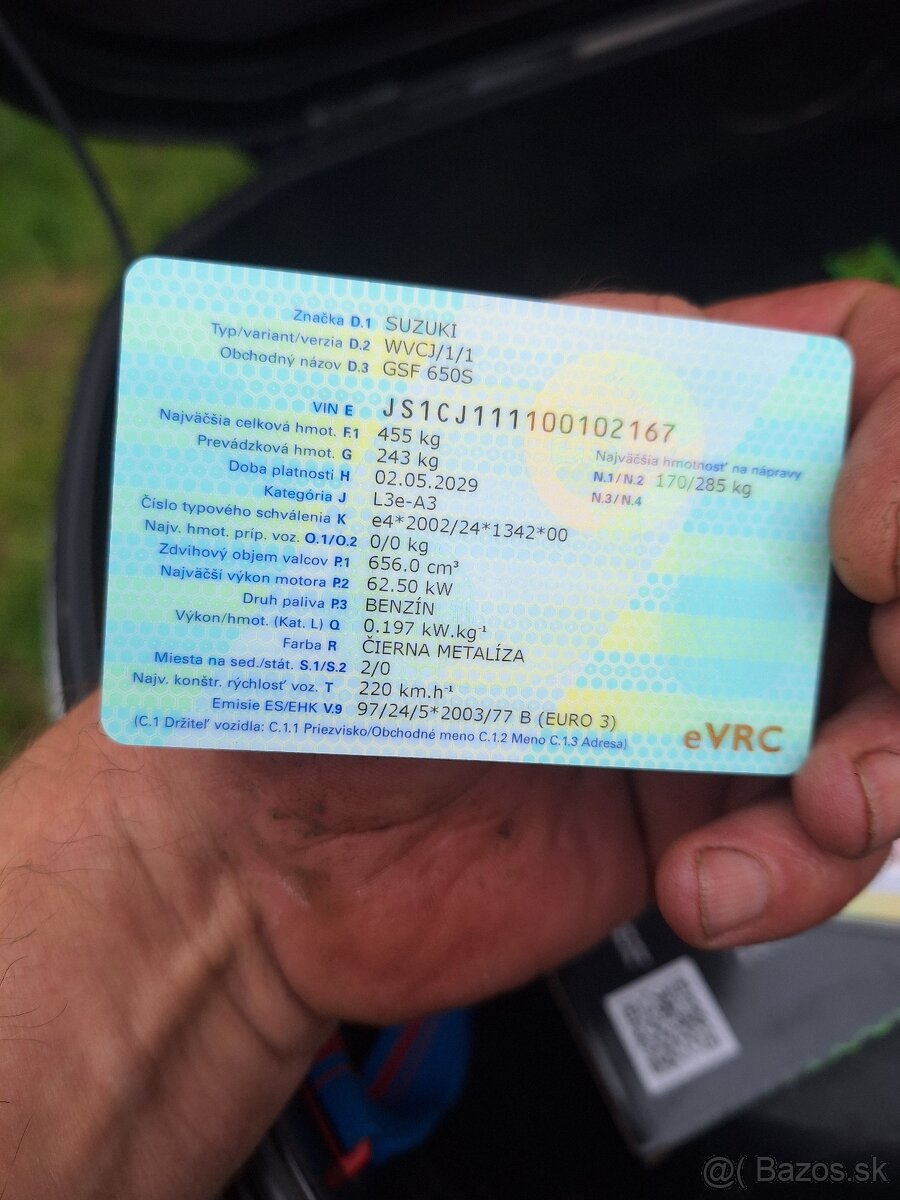 Značka D.1 SUZUKI
Typ/variant/verzia D.2 WVCJ/1/1
Obchodný názov D.3 GSF 650S
VIN E JS1CJ111100102167
Najväčšia celková hmot. F.1 455 kg
Najväčšia hmotnosť na nápravy
Prevádzková hmot. G 243 kg
N.1/N.2 170/285 kg
Doba platnosti H 02.05.2029
N.3/N.4
Kategória J L3e-A3
Číslo typového schválenia K e4*2002/24*1342*00
Najv. hmot. príp. voz. O.1/O.2 0/0 kg
Zdvihový objem valcov P.1 656.0 cm³
Najväčší výkon motora P.2 62.50 kW
Druh paliva P.3 BENZÍN
Výkon/hmot. (Kat. L) Q 0.197 kW.kg⁻¹
Farba R ČIERNA METALÍZA
Miesta na sed./stát. S.1/S.2 2/0
Najv. konštr. rýchlosť voz. T 220 km.h⁻¹
Emisie ES/EHK V.9 97/24/5*2003/77 B (EURO 3)
(C.1 Držiteľ vozidla: C.1.1 Priezvisko/Obchodné meno C.1.2 Meno C.1.3 Adresa)
eVRC
@( Bazos.sk